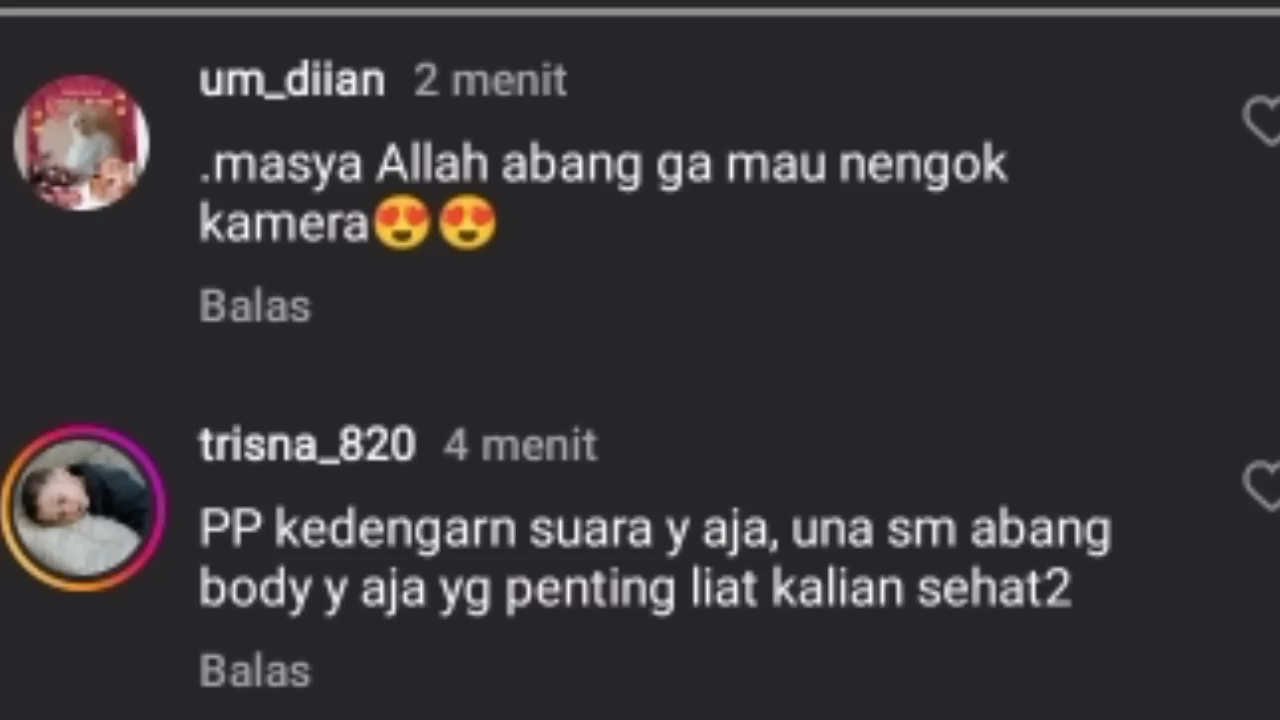 um_diian 2 menit
.masya Allah abang ga mau nengok
kamera😍😍
Balas
trisna_820 4 menit
PP kedengarn suara y aja, una sm abang
body y aja yg penting liat kalian sehat2
Balas